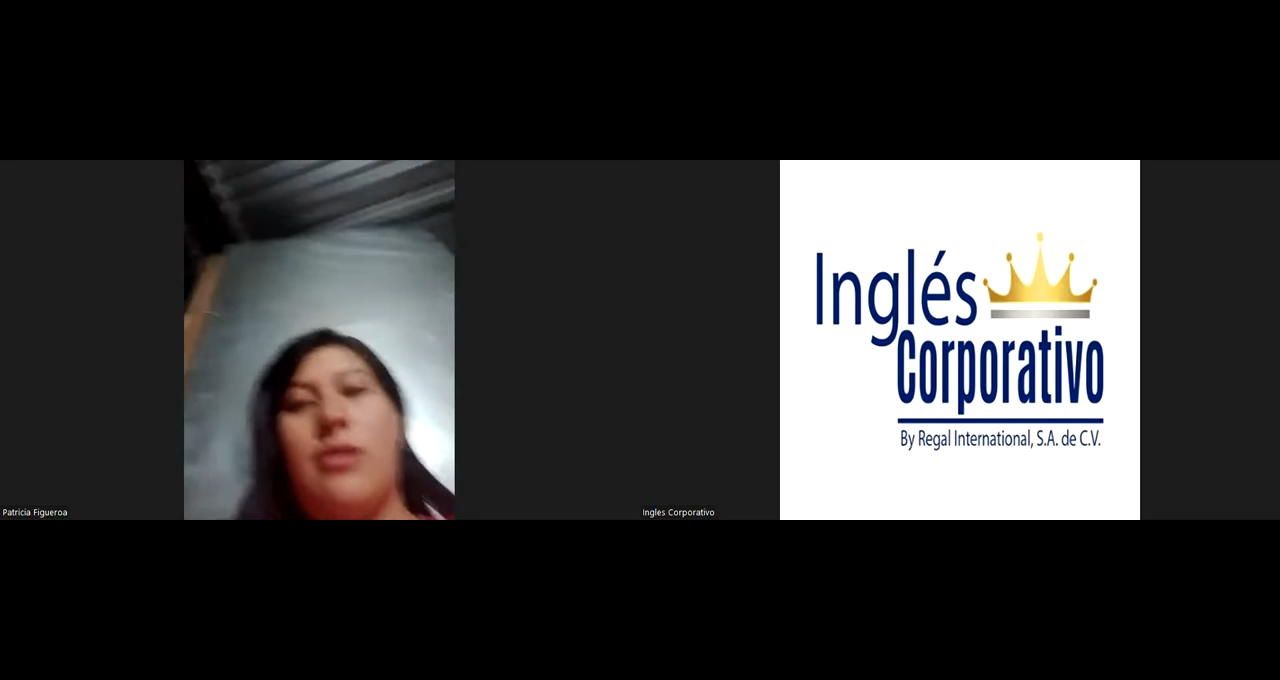 Inglés
Corporativo
By Regal International, S.A. de C.V.
Patricia Figueroa
Ingles Corporativo